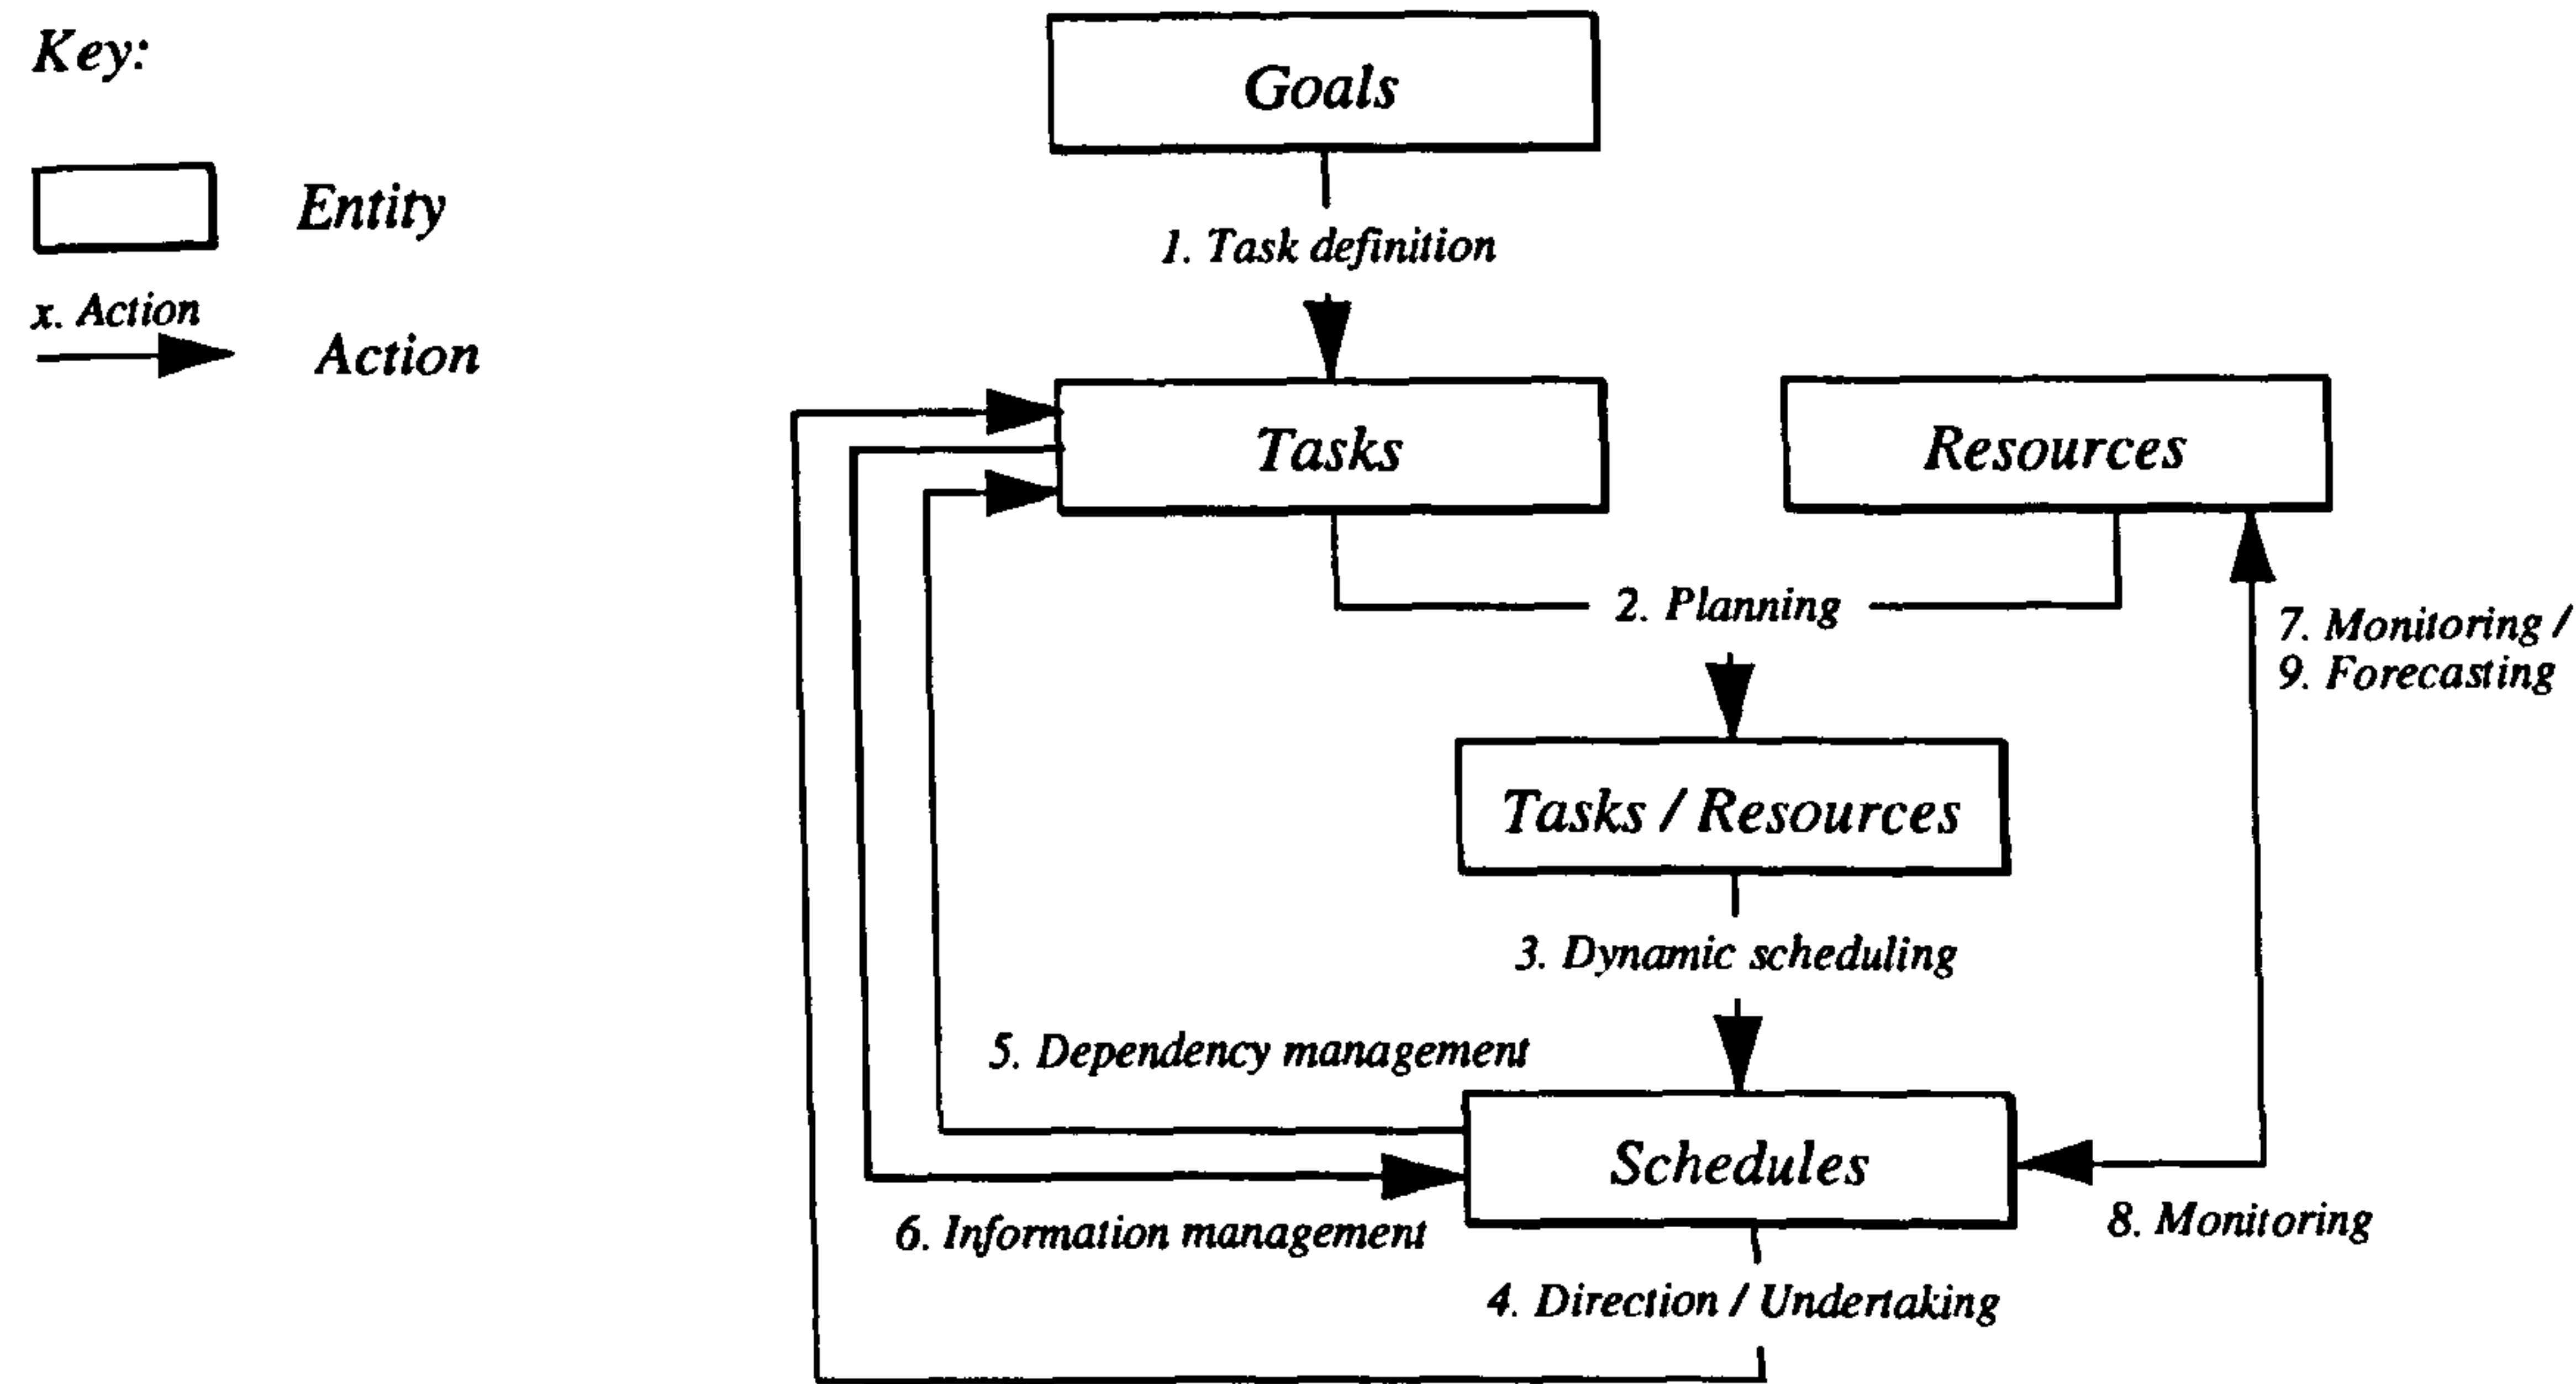 Key:
Entity
x. Action
Action
Goals
1. Task definition
Tasks
Resources
2. Planning
7. Monitoring /
9. Forecasting
Tasks / Resources
3. Dynamic scheduling
5. Dependency management
Schedules
6. Information management
8. Monitoring
4. Direction / Undertaking